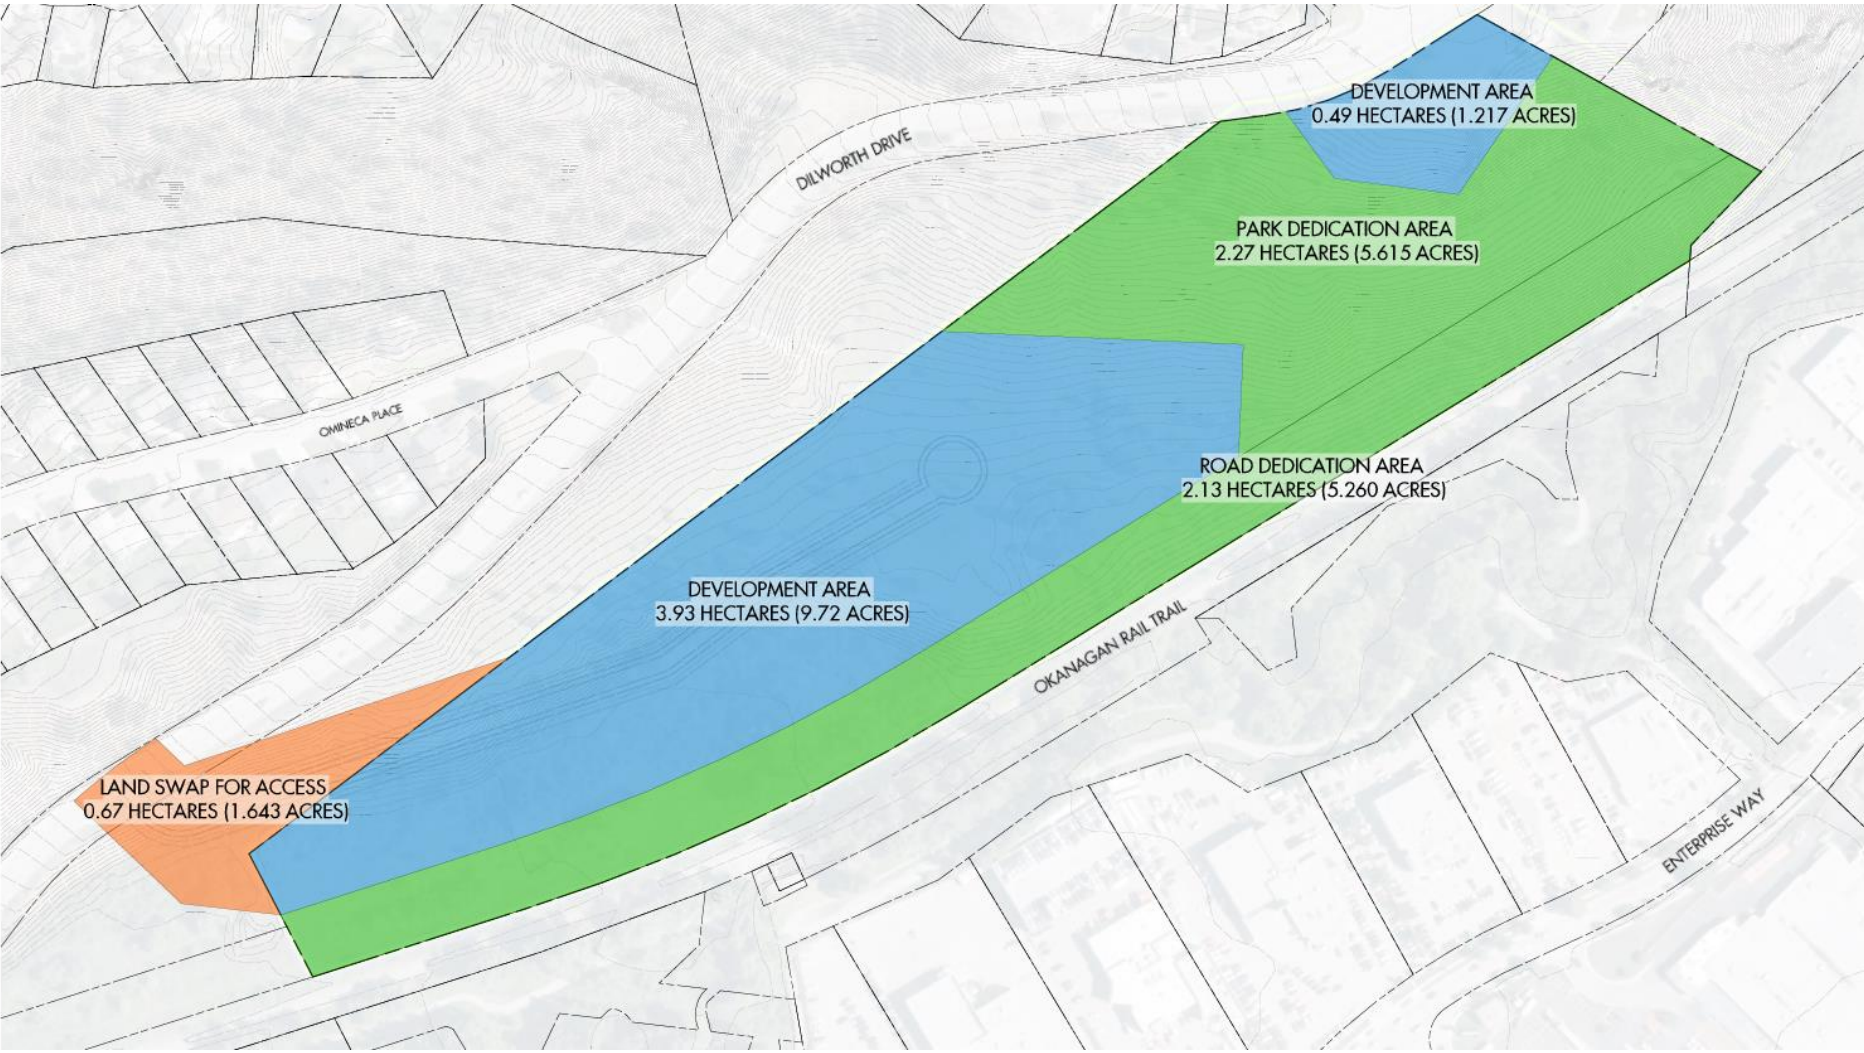 DEVELOPMENT AREA
0.49 HECTARES (1.217 ACRES)
DILWORTH DRIVE
PARK DEDICATION AREA
2.27 HECTARES (5.615 ACRES)
OMINECA PLACE
ROAD DEDICATION AREA
2.13 HECTARES (5.260 ACRES)
DEVELOPMENT AREA
3.93 HECTARES (9.72 ACRES)
OKANAGAN RAIL TRAIL
LAND SWAP FOR ACCESS
0.67 HECTARES (1.643 ACRES)
ENTERPRISE WAY